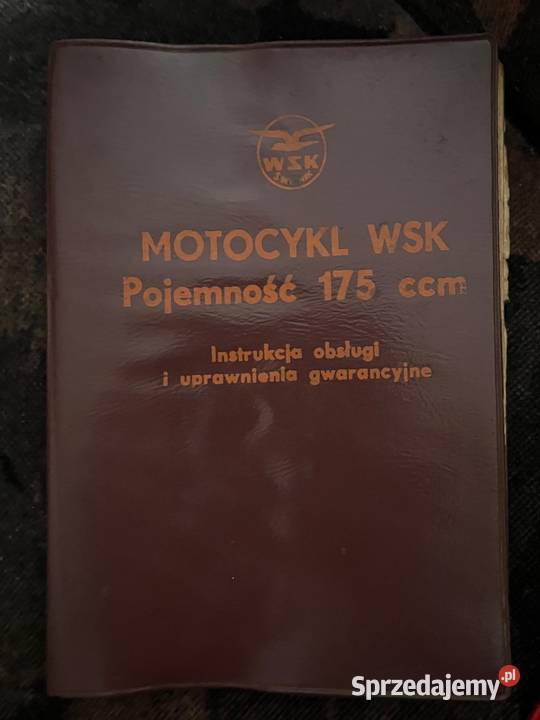 WSK
MOTOCYKL WSK
Pojemność 175 ccm
Instrukcja obsługi
i uprawnienia gwarancyjne
Sprzedajemy.pl